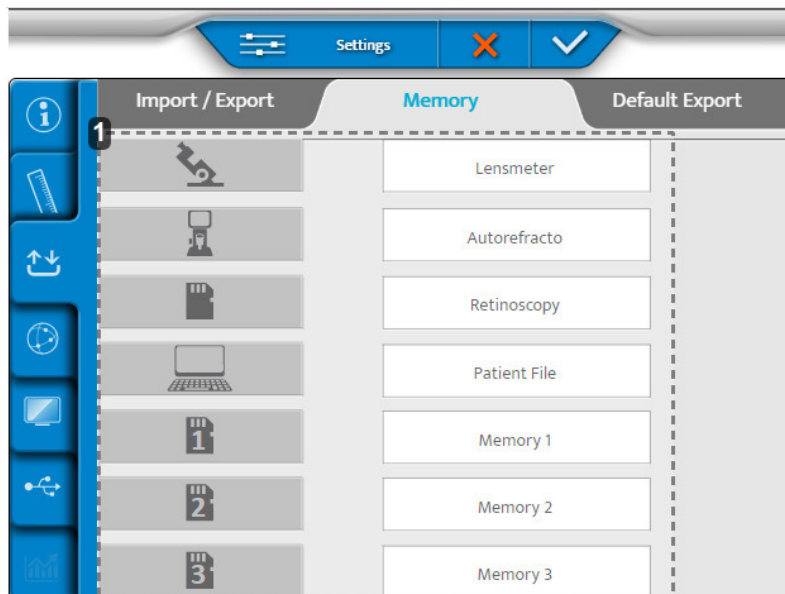 Settings
Import / Export
Memory
Default Export
1
Lensmeter
Autorefracto
Retinoscopy
Patient File
1
Memory 1
2
Memory 2
3
Memory 3